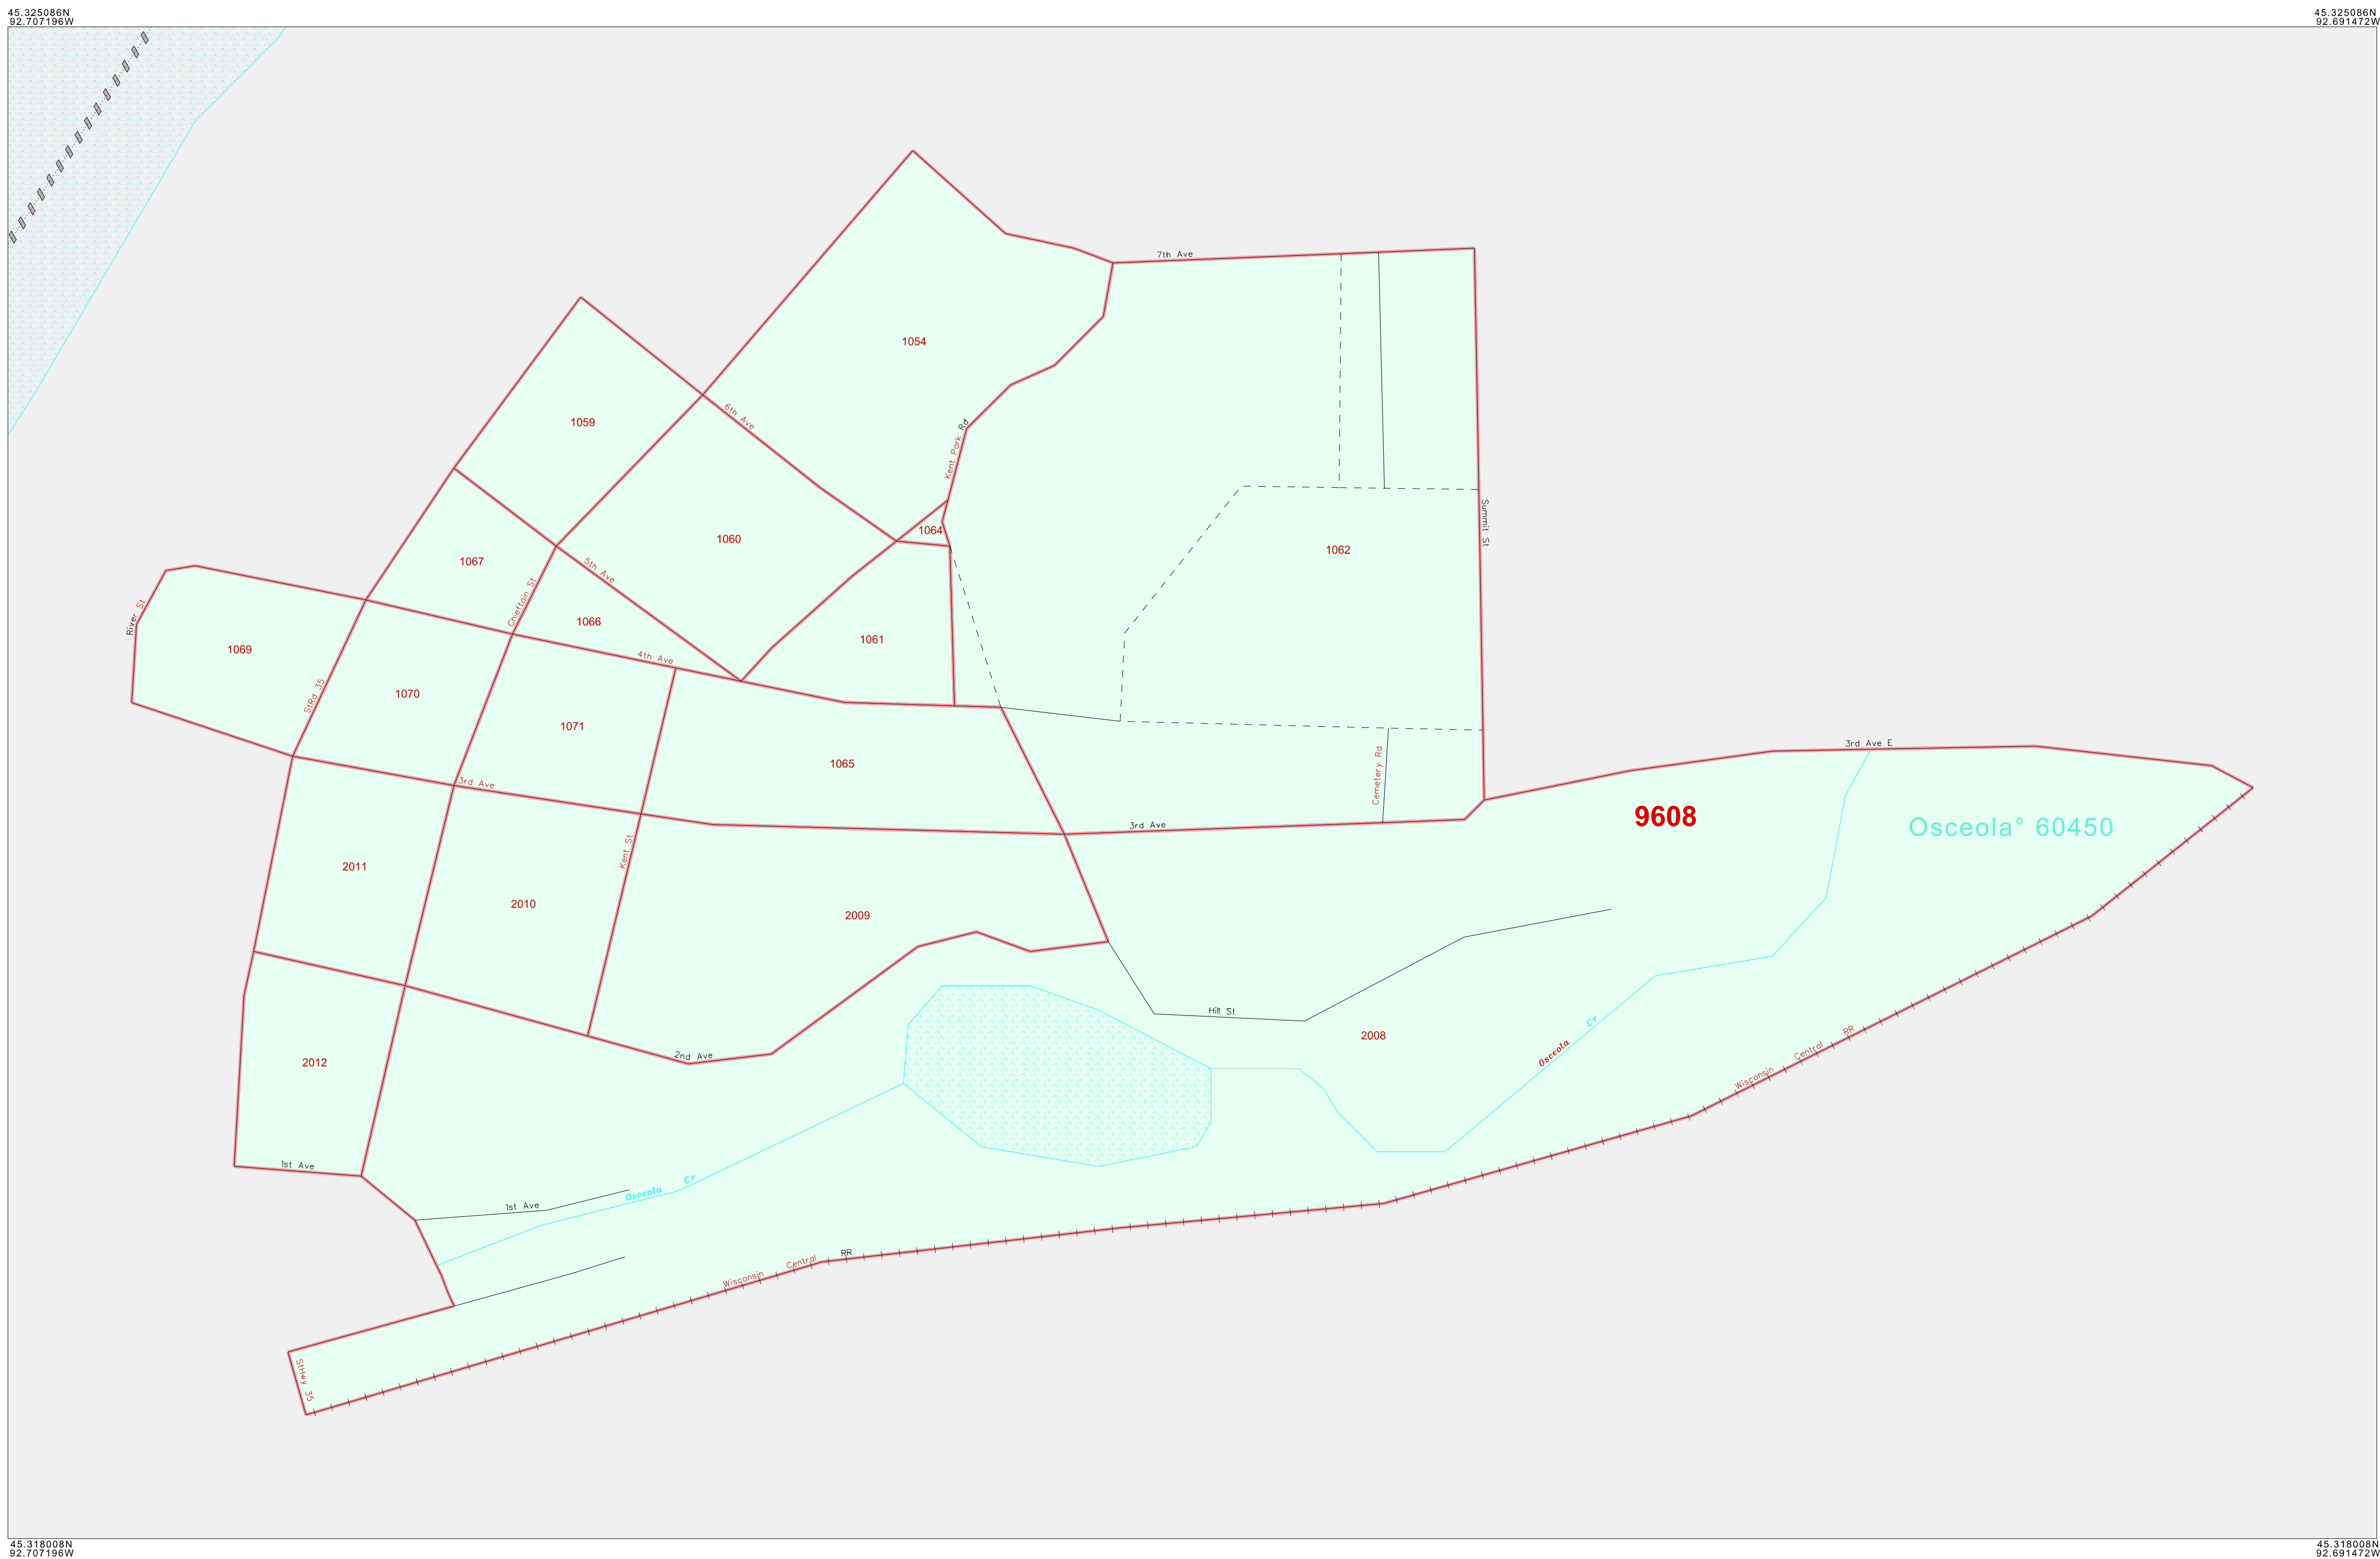 45.325086N
92.707196W
45.325086N
92.691472W
7th Ave
1054
6th Ave
1059
Kent Park Rd
Summit St
1064
1060
1062
1067
5th Ave
Chieftain St
River St
1066
1061
1069
4th Ave
StRd 35
1070
1071
3rd Ave E
1065
Cemetery Rd
3rd Ave
9608
Osceola° 60450
3rd Ave
Kent St
2011
2010
2009
Hill St
Osceola Cr
2008
Wisconsin Central RR
2nd Ave
2012
1st Ave
Osceola Cr
1st Ave
Wisconsin Central RR
StHwy 35
45.318008N
92.707196W
45.318008N
92.691472W